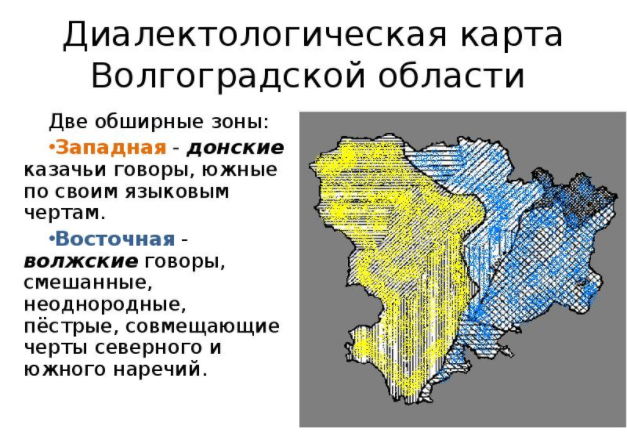 Диалектологическая карта
Волгоградской области
Две обширные зоны:
•Западная - донские
казачьи говоры, южные
по своим языковым
чертам.
•Восточная -
волжские говоры,
смешанные,
неоднородные,
пёстрые, совмещающие
черты северного и
южного наречий.